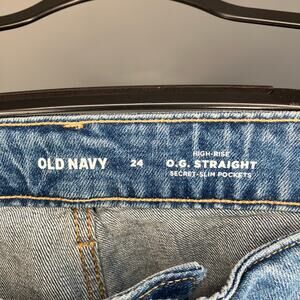 OLD NAVY
24
HIGH-RISE
O.G. STRAIGHT
SECRET-SLIM POCKETS